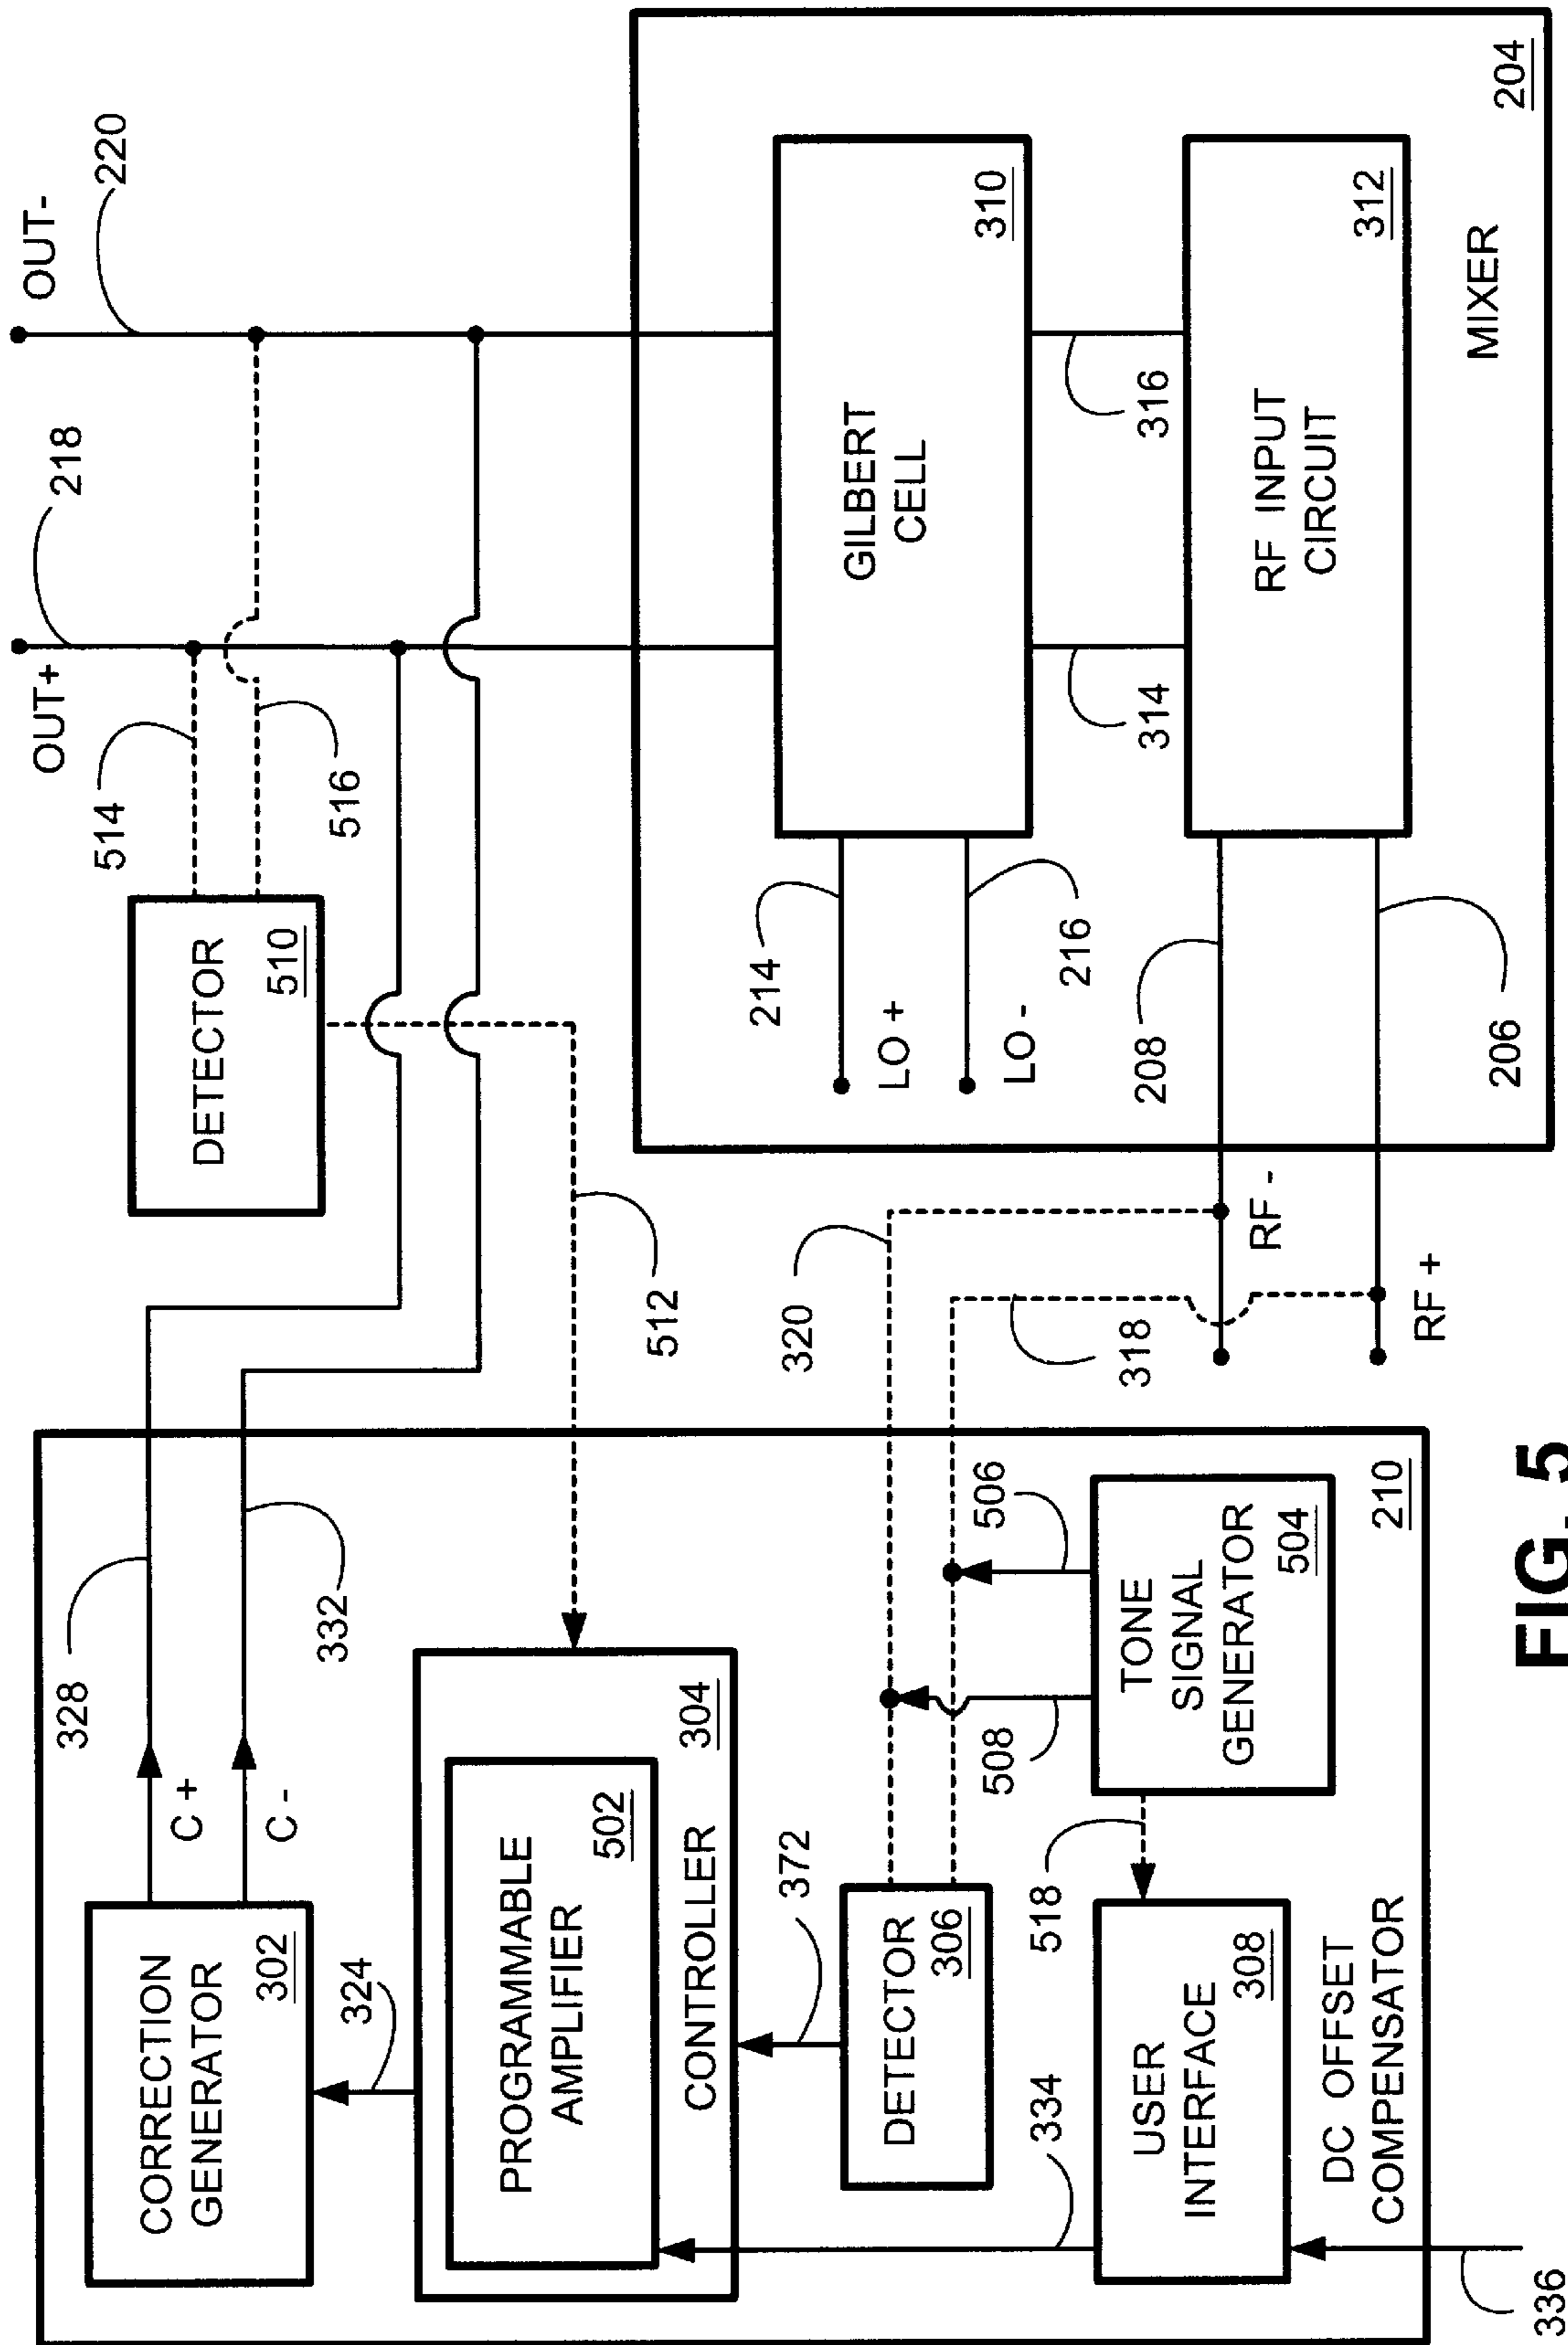 OUT+
218
OUT-
220
514
516
DETECTOR
510
328
332
C +
C -
CORRECTION
GENERATOR
302
324
512
PROGRAMMABLE
AMPLIFIER
502
CONTROLLER
304
372
DETECTOR
306
334
USER
INTERFACE
308
518
TONE
SIGNAL
GENERATOR
504
506
508
DC OFFSET
COMPENSATOR
210
336
320
318
RF -
RF +
208
206
214
LO +
216
LO -
GILBERT
CELL
310
314
316
RF INPUT
CIRCUIT
312
MIXER
204
FIG. 5